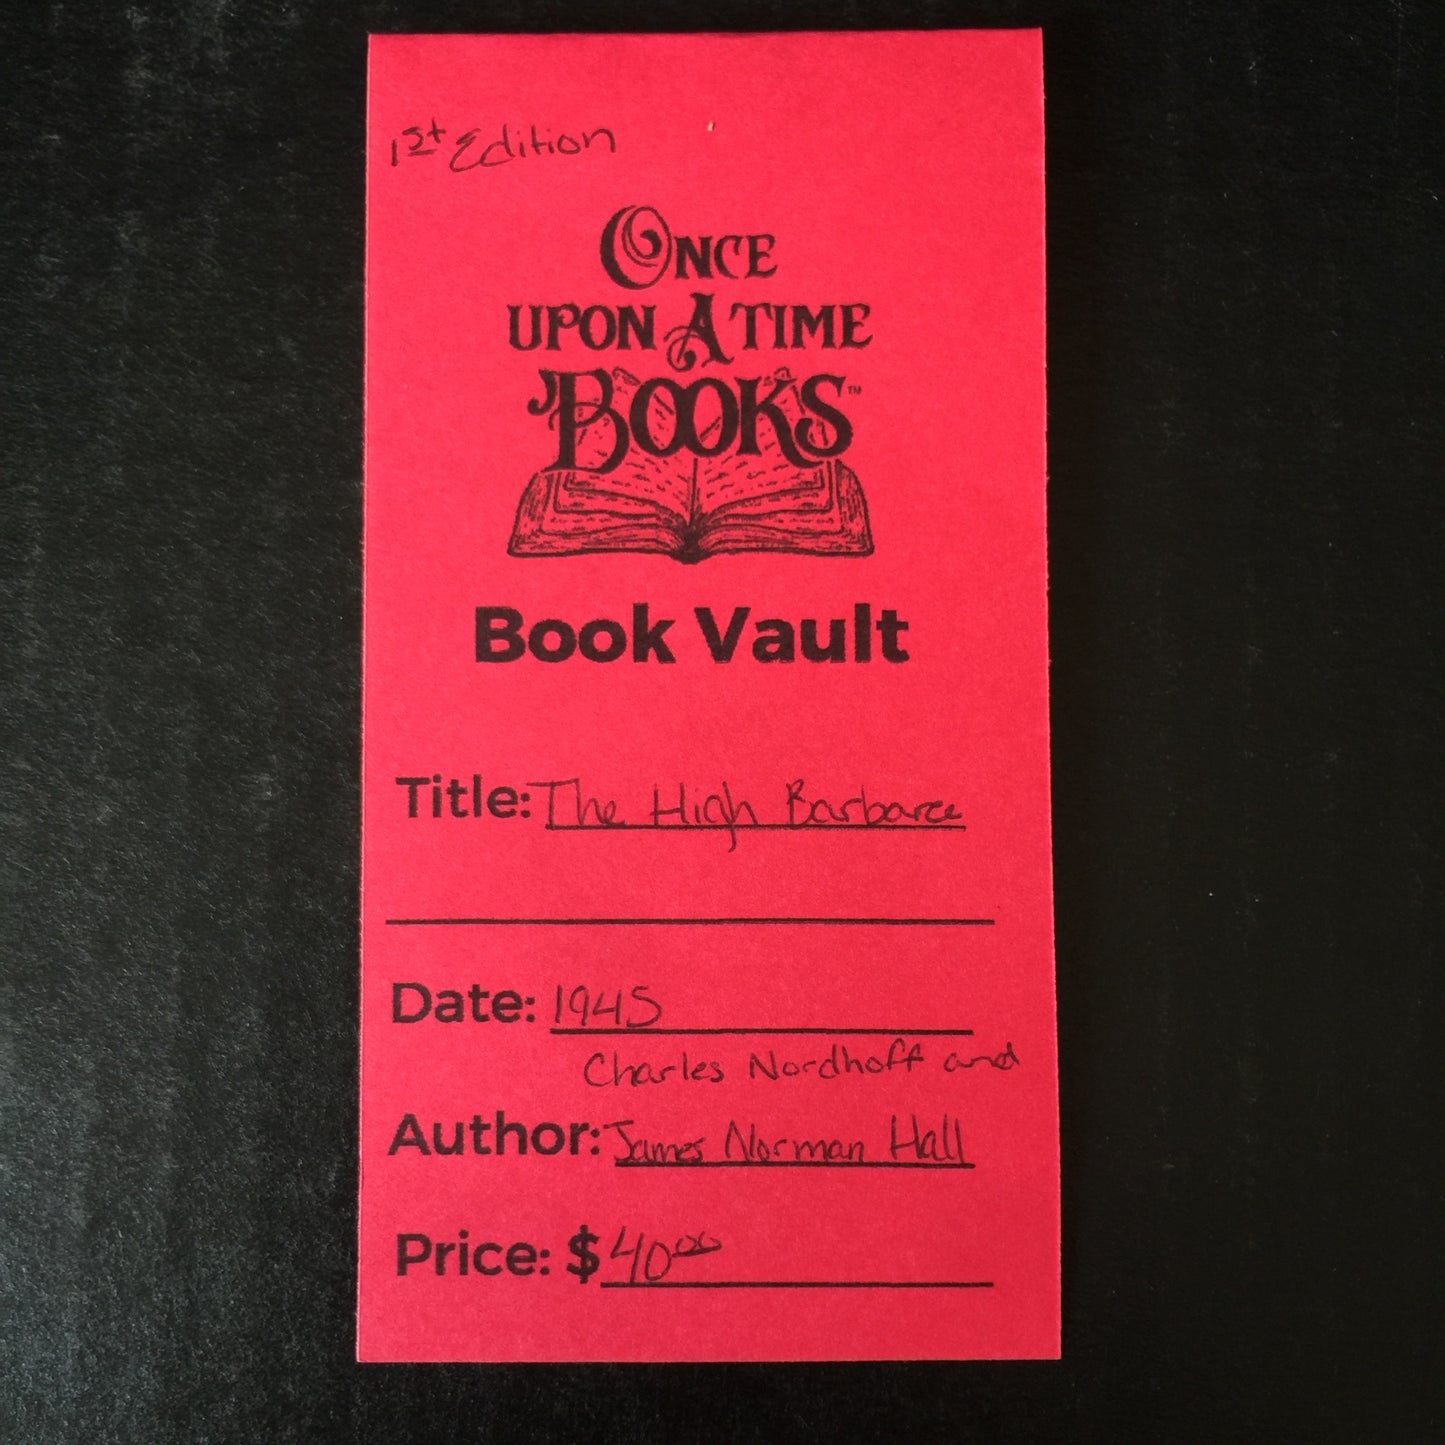 1st Edition
ONCE
UPON A TIME
BOOKS™
Book Vault
Title: The High Barbaree
Date: 1945
Charles Nordhoff and
Author: James Norman Hall
Price: $40.00